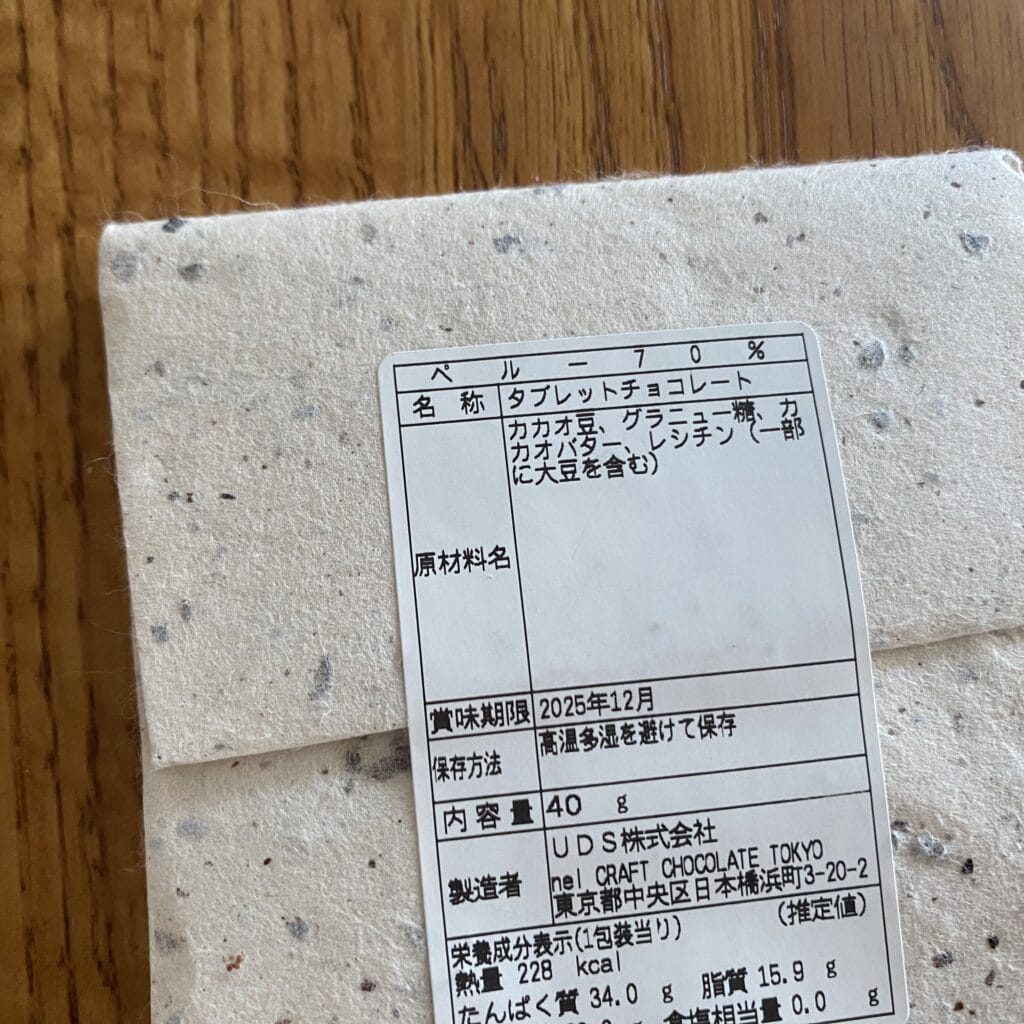 ペルー70%
名称 タブレットチョコレート
原材料名 カカオ豆、グラニュー糖、カ
カオバター、レシチン（一部
に大豆を含む）
賞味期限 2025年12月
保存方法 高温多湿を避けて保存
内容量 40 g
製造者 UDS株式会社
nel CRAFT CHOCOLATE TOKYO
東京都中央区日本橋浜町3-20-2
栄養成分表示(1包装当り) (推定値)
熱量 228 kcal
たんぱく質 34.0 g 脂質 15.9 g
g 食塩相当量 0.0 g